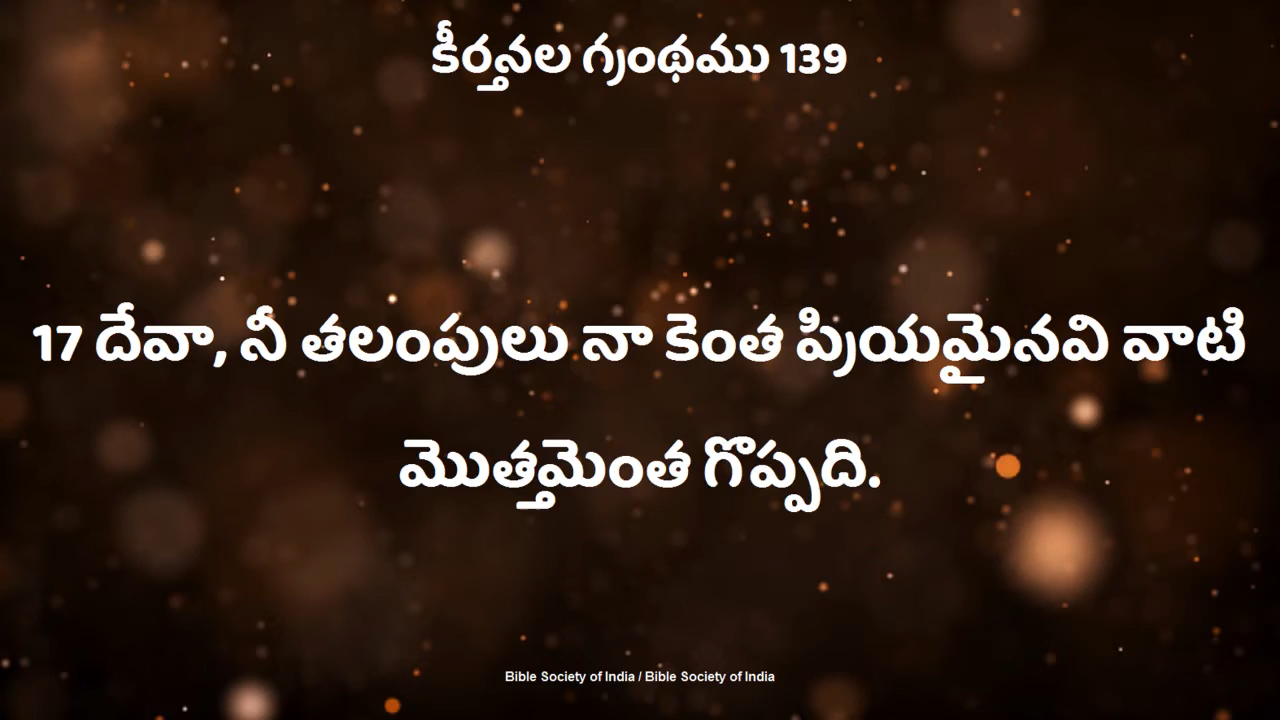 కీర్తనల గ్రంథము 139
17 దేవా, నీ తలంపులు నా కెంత ప్రియమైనవి వాటి
మొత్తమెంత గొప్పది.
Bible Society of India / Bible Society of India